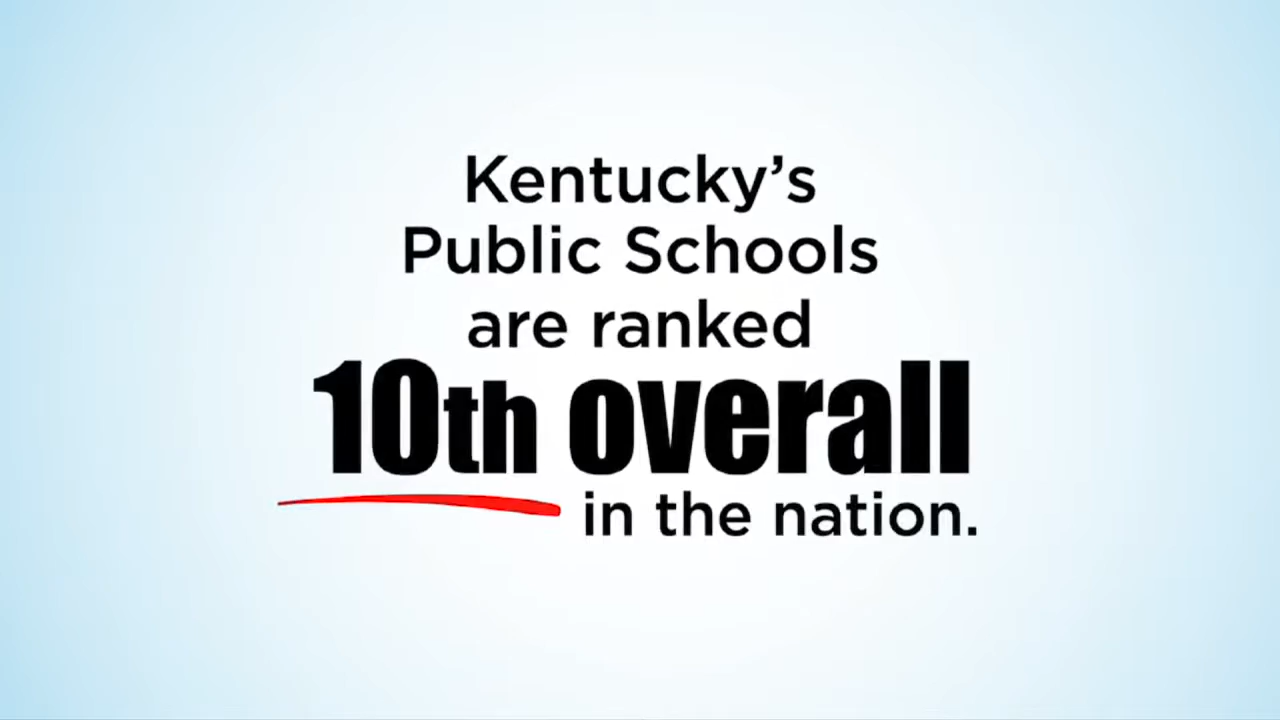 Kentucky’s
Public Schools
are ranked
10th overall
in the nation.